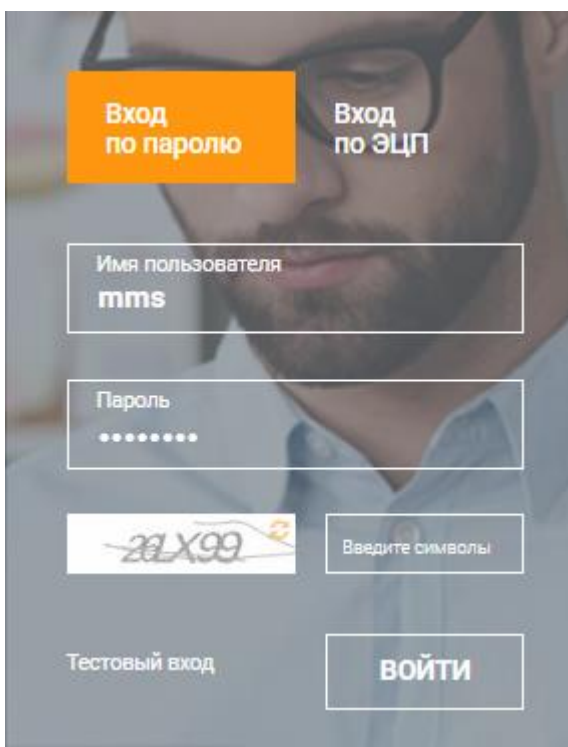 Вход
по паролю
Вход
по ЭЦП
Имя пользователя
mms
Пароль
••••••••
Введите символы
Тестовый вход
ВОЙТИ